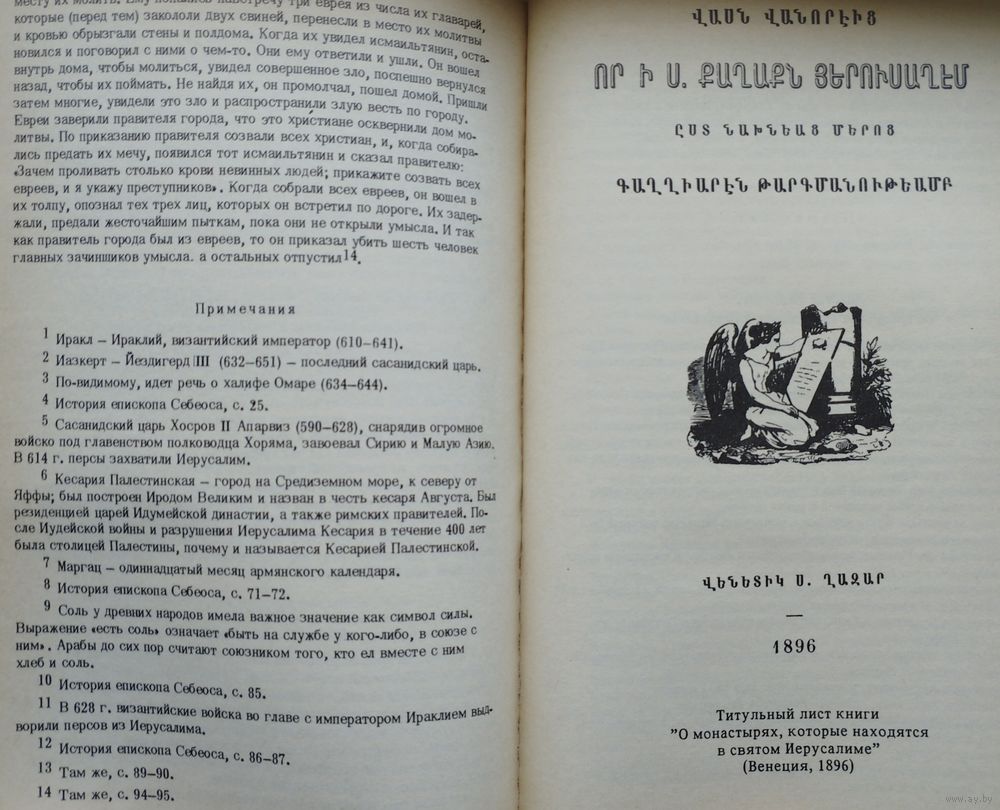 месту их молить. Ему попались навстречу три еврея из числа их главарей,
которые (перед тем) закололи двух свиней, перенесли в место их молитвы
и кровью обрызгали стены и полдома. Когда их увидел исмаильтянин, оста-
новился и поговорил с ними о чем-то. Они ему ответили и ушли. Он вошел
внутрь дома, чтобы молиться, увидел совершенное зло, поспешно вернулся
назад, чтобы их поймать. Не найдя их, он промолчал, пошел домой. Пришли
затем многие, увидели это зло и распространили злую весть по городу.
Евреи заверили правителя города, что это христиане осквернили дом мо-
литвы. По приказанию правителя созвали всех христиан, и, когда собира-
лись предать их мечу, появился тот исмаильтянин и сказал правителю:
«Зачем проливать столько крови невинных людей; прикажите созвать всех
евреев, и я укажу преступников». Когда собрали всех евреев, он вошел в
их толпу, опознал тех трех лиц, которых он встретил по дороге. Их задер-
жали, предали жесточайшим пыткам, пока они не открыли умысла. И так
как правитель города был из евреев, то он приказал убить шесть человек
главных зачинщиков умысла. а остальных отпустил14.
Примечания
1 Иракл – Ираклий, византийский император (610–641).
2 Иазкерт – Йездигерд III (632–651) – последний сасанидский царь.
3 По-видимому, идет речь о халифе Омаре (634–644).
4 История епископа Себеоса, с. 25.
5 Сасанидский царь Хосров II Апарвиз (590–628), снарядив огромное
войско под главенством полководца Хоряма, завоевал Сирию и Малую Азию.
В 614 г. персы захватили Иерусалим.
6 Кесария Палестинская – город на Средиземном море, к северу от
Яффы; был построен Иродом Великим и назван в честь кесаря Августа. Был
резиденцией царей Идумейской династии, а также римских правителей. По-
сле Иудейской войны и разрушения Иерусалима Кесария в течение 400 лет
была столицей Палестины, почему и называется Кесарией Палестинской.
7 Маргац – одиннадцатый месяц армянского календаря.
8 История епископа Себеоса, с. 71–72.
9 Соль у древних народов имела важное значение как символ силы.
Выражение «есть соль» означает «быть на службе у кого-либо, в союзе с
ним». Арабы до сих пор считают союзником того, кто ел вместе с ним
хлеб и соль.
10 История епископа Себеоса, с. 85.
11 В 628 г. византийские войска во главе с императором Ираклием выд-
ворили персов из Иерусалима.
12 История епископа Себеоса, с. 86–87.
13 Там же, с. 89–90.
14 Там же, с. 94–95.
ՎԱՍՆ ՎԱՆՈՐԷԻՑ
ՈՐ Ի Ս. ՔԱՂԱՔՆ ՅԵՐՈՒՍԱՂԷՄ
ԸՍՏ ՆԱԽՆԵԱՑ ՄԵՐՈՑ
ԳԱՂՂԻԱՐԷՆ ԹԱՐԳՄԱՆՈՒԹԵԱՄԲ
ՎԵՆԵՏԻԿ Ս. ՂԱԶԱՐ
—
1896
Титульный лист книги
"О монастырях, которые находятся
в святом Иерусалиме"
(Венеция, 1896)
www.ay.by